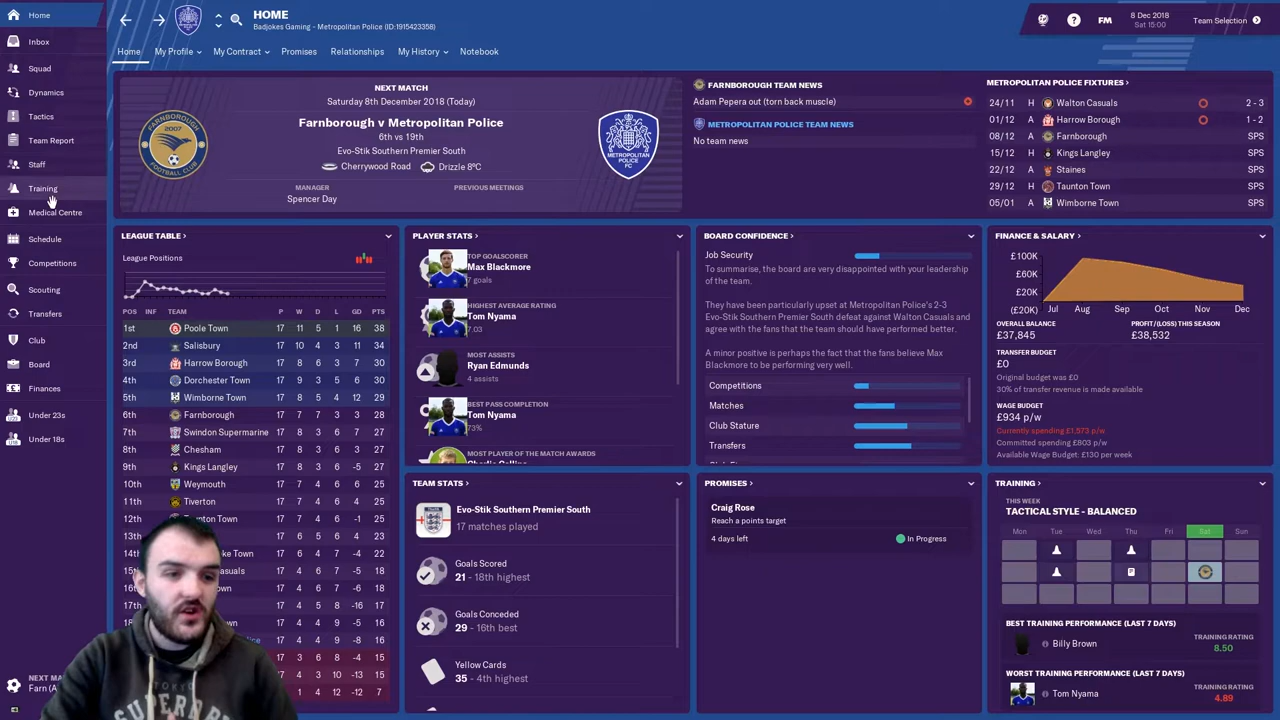 Home
Inbox
Squad
Dynamics
Tactics
Team Report
Staff
Training
Medical Centre
Schedule
Competitions
Scouting
Transfers
Club
Board
Finances
Under 23s
Under 18s
NEXT MA
Farn (A
HOME
Badjokes Gaming - Metropolitan Police (ID:1915423358)
?
FM
8 Dec 2018
Sat 15:00
Team Selection
Home
My Profile
My Contract
Promises
Relationships
My History
Notebook
NEXT MATCH
Saturday 8th December 2018 (Today)
Farnborough v Metropolitan Police
6th vs 19th
Evo-Stik Southern Premier South
Cherrywood Road
Drizzle 8ºC
MANAGER
Spencer Day
PREVIOUS MEETINGS
FARNBOROUGH
2007
FOOTBALL CLUB
METROPOLITAN
POLICE
FARNBOROUGH TEAM NEWS
Adam Pepera out (torn back muscle)
METROPOLITAN POLICE TEAM NEWS
No team news
METROPOLITAN POLICE FIXTURES >
24/11 H Walton Casuals 2 - 3
01/12 A Harrow Borough 1 - 2
08/12 A Farnborough SPS
15/12 H Kings Langley SPS
22/12 A Staines SPS
29/12 H Taunton Town SPS
05/01 A Wimborne Town SPS
LEAGUE TABLE >
League Positions
POS INF TEAM P W D L GD PTS
1st Poole Town 17 11 5 1 16 38
2nd Salisbury 17 10 4 3 11 34
3rd Harrow Borough 17 9 3 5 6 30
4th Dorchester Town 17 9 3 5 6 30
5th Wimborne Town 17 8 5 4 12 29
6th Farnborough 17 7 7 3 3 28
7th Swindon Supermarine 17 8 3 6 7 27
8th Chesham 17 8 3 6 3 27
9th Kings Langley 17 8 3 6 -5 27
10th Weymouth 17 7 4 6 6 25
11th Tiverton 17 7 4 6 6 25
12th Taunton Town 17 7 4 6 -1 25
13th 17 6 5 6 4 23
14th oke Town 17 6 4 7 -4 22
15th asuals 17 5 6 6 -4 21
16th own 17 4 6 7 -6 18
17th 17 4 5 8 -16 17
18 wn 17 4 4 9 -5 16
lice 17 4 4 9 -8 16
17 3 6 8 -4 15
17 4 3 10 -13 15
1 4 12 -12 7
PLAYER STATS >
TOP GOALSCORER
Max Blackmore
7 goals
HIGHEST AVERAGE RATING
Tom Nyama
7.03
MOST ASSISTS
Ryan Edmunds
4 assists
BEST PASS COMPLETION
Tom Nyama
73%
MOST PLAYER OF THE MATCH AWARDS
Charlie Collins
BOARD CONFIDENCE >
Job Security
To summarise, the board are very disappointed with your leadership
of the team.
They have been particularly upset at Metropolitan Police's 2-3
Evo-Stik Southern Premier South defeat against Walton Casuals and
agree with the fans that the team should have performed better.
A minor positive is perhaps the fact that the fans believe Max
Blackmore to be performing very well.
Competitions
Matches
Club Stature
Transfers
FINANCE & SALARY >
£100K
£60K
£20K
(£20K)
Jul Aug Sep Oct Nov Dec
OVERALL BALANCE
£37,845
PROFIT/(LOSS) THIS SEASON
£38,532
TRANSFER BUDGET
£0
Original budget was £0
30% of transfer revenue is made available
WAGE BUDGET
£934 p/w
Currently spending £1,573 p/w
Committed spending £803 p/w
Available Wage Budget: £130 per week
TEAM STATS >
Evo-Stik Southern Premier South
17 matches played
Goals Scored
21 - 18th highest
Goals Conceded
29 - 16th best
Yellow Cards
35 - 4th highest
PROMISES >
Craig Rose
Reach a points target
4 days left
In Progress
TRAINING >
THIS WEEK
TACTICAL STYLE - BALANCED
Mon Tue Wed Thu Fri Sat Sun
BEST TRAINING PERFORMANCE (LAST 7 DAYS)
Billy Brown
TRAINING RATING
8.50
WORST TRAINING PERFORMANCE (LAST 7 DAYS)
Tom Nyama
TRAINING RATING
4.89